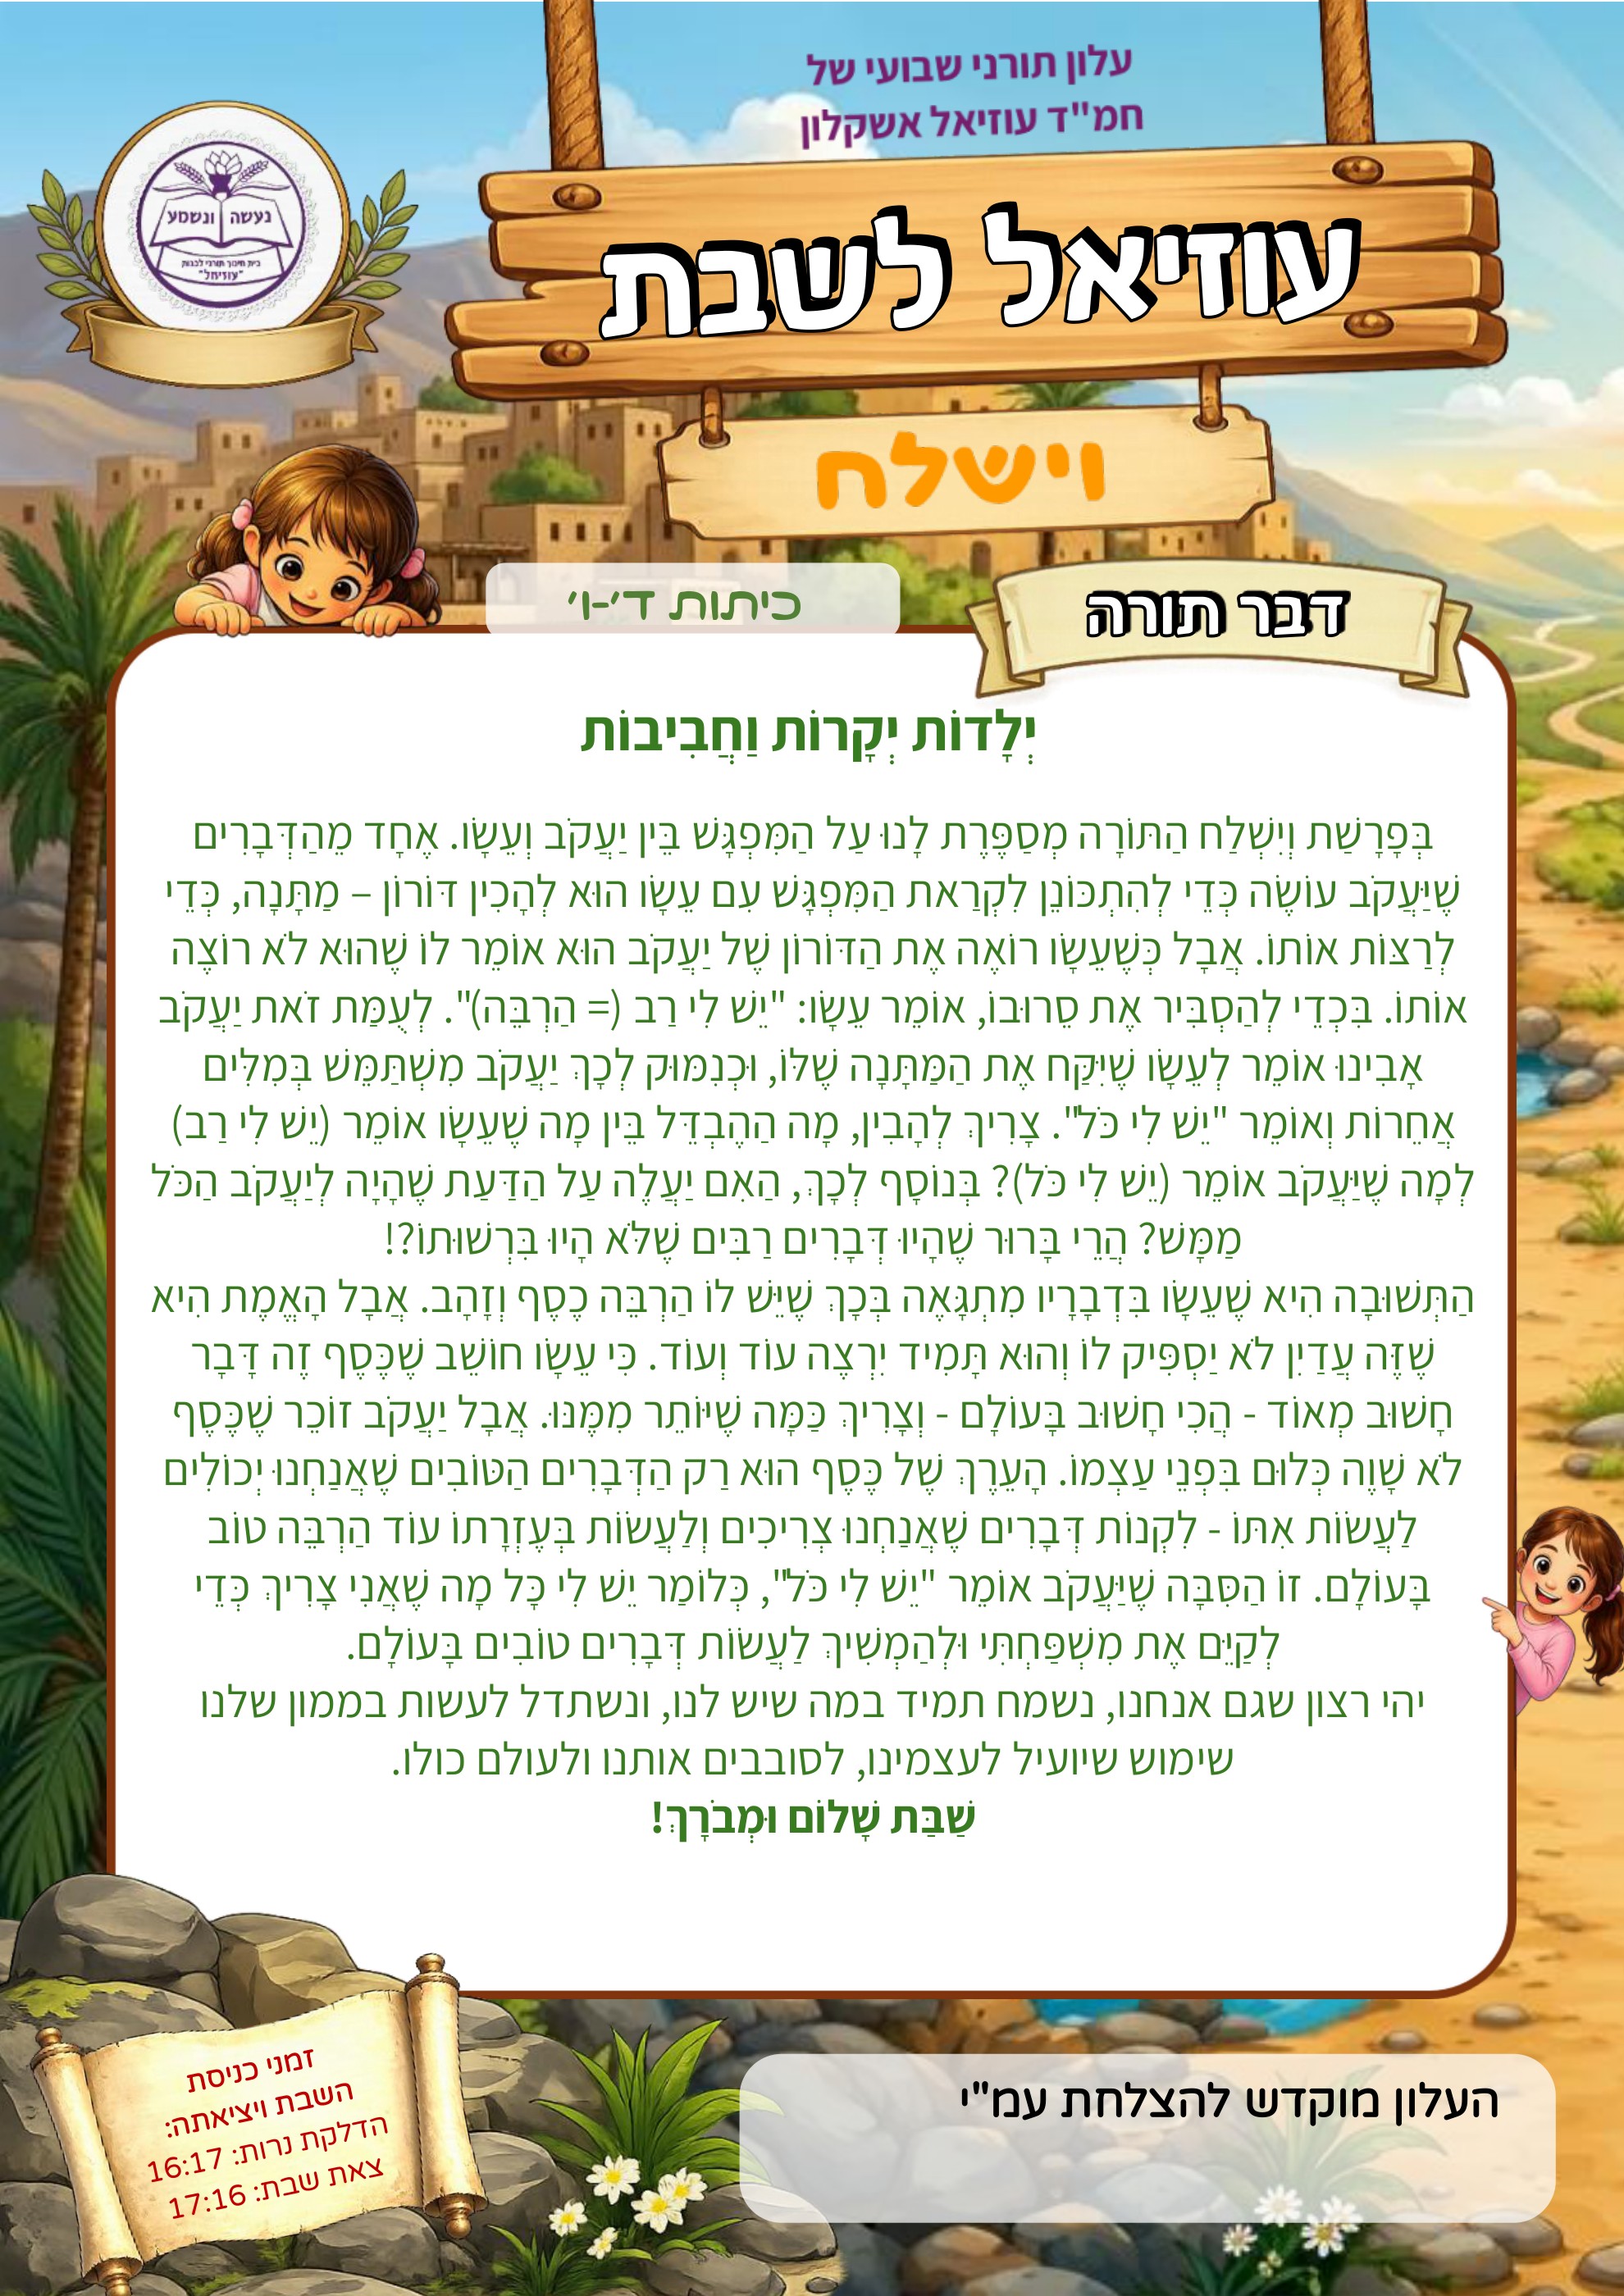 עלון תורני שבועי של
חמ"ד עוזיאל אשקלון
נעשה ונשמע
בית חינוך תורני לבנות
"עוזיאל"
עוזיאל לשבת
וישלח
דבר תורה
כיתות ד'-ו'
יְלָדוֹת יְקָרוֹת וַחֲבִיבוֹת
בְּפָרָשַׁת וְיִשְׁלַח הַתּוֹרָה מְסַפֶּרֶת לָנוּ עַל הַמִּפְגָּשׁ בֵּין יַעֲקֹב וְעֵשָׂו. אֶחָד מֵהַדְּבָרִים
שֶׁיַּעֲקֹב עוֹשֶׂה כְּדֵי לְהִתְכּוֹנֵן לִקְרַאת הַמִּפְגָּשׁ עִם עֵשָׂו הוּא לְהָכִין דּוֹרוֹן – מַתָּנָה, כְּדֵי
לְרַצּוֹת אוֹתוֹ. אֲבָל כְּשֶׁעֵשָׂו רוֹאֶה אֶת הַדּוֹרוֹן שֶׁל יַעֲקֹב הוּא אוֹמֵר לוֹ שֶׁהוּא לֹא רוֹצֶה
אוֹתוֹ. בִּכְדֵי לְהַסְבִּיר אֶת סֵרוּבוֹ, אוֹמֵר עֵשָׂו: "יֵשׁ לִי רַב (= הַרְבֵּה)". לְעֻמַּת זֹאת יַעֲקֹב
אָבִינוּ אוֹמֵר לְעֵשָׂו שֶׁיִּקַּח אֶת הַמַּתָּנָה שֶׁלּוֹ, וּכְנִמּוּק לְכָךְ יַעֲקֹב מִשְׁתַּמֵּשׁ בְּמִלִּים
אֲחֵרוֹת וְאוֹמֵר "יֵשׁ לִי כֹּל". צָרִיךְ לְהָבִין, מָה הַהֶבְדֵּל בֵּין מָה שֶׁעֵשָׂו אוֹמֵר (יֵשׁ לִי רַב)
לְמָה שֶׁיַּעֲקֹב אוֹמֵר (יֵשׁ לִי כֹּל)? בְּנוֹסָף לְכָךְ, הַאִם יַעֲלֶה עַל הַדַּעַת שֶׁהָיָה לְיַעֲקֹב הַכֹּל
מַמָּשׁ? הֲרֵי בָּרוּר שֶׁהָיוּ דְּבָרִים רַבִּים שֶׁלֹּא הָיוּ בִּרְשׁוּתוֹ?!
הַתְּשׁוּבָה הִיא שֶׁעֵשָׂו בִּדְבָרָיו מִתְגָּאֶה בְּכָךְ שֶׁיֵּשׁ לוֹ הַרְבֵּה כֶּסֶף וְזָהָב. אֲבָל הָאֱמֶת הִיא
שֶׁזֶּה עֲדַיִן לֹא יַסְפִּיק לוֹ וְהוּא תָּמִיד יִרְצֶה עוֹד וְעוֹד. כִּי עֵשָׂו חוֹשֵׁב שֶׁכֶּסֶף זֶה דָּבָר
חָשׁוּב מְאוֹד - הֲכִי חָשׁוּב בָּעוֹלָם - וְצָרִיךְ כַּמָּה שֶׁיּוֹתֵר מִמֶּנּוּ. אֲבָל יַעֲקֹב זוֹכֵר שֶׁכֶּסֶף
לֹא שָׁוֶה כְּלוּם בִּפְנֵי עַצְמוֹ. הָעֵרֶךְ שֶׁל כֶּסֶף הוּא רַק הַדְּבָרִים הַטּוֹבִים שֶׁאֲנַחְנוּ יְכוֹלִים
לַעֲשׂוֹת אִתּוֹ - לִקְנוֹת דְּבָרִים שֶׁאֲנַחְנוּ צְרִיכִים וְלַעֲשׂוֹת בְּעֶזְרָתוֹ עוֹד הַרְבֵּה טוֹב
בָּעוֹלָם. זוֹ הַסִּבָּה שֶׁיַּעֲקֹב אוֹמֵר "יֵשׁ לִי כֹּל", כְּלוֹמַר יֵשׁ לִי כָּל מָה שֶׁאֲנִי צָרִיךְ כְּדֵי
לְקַיֵּם אֶת מִשְׁפַּחְתִּי וּלְהַמְשִׁיךְ לַעֲשׂוֹת דְּבָרִים טוֹבִים בָּעוֹלָם.
יהי רצון שגם אנחנו, נשמח תמיד במה שיש לנו, ונשתדל לעשות בממון שלנו
שימוש שיועיל לעצמינו, לסובבים אותנו ולעולם כולו.
שַׁבַּת שָׁלוֹם וּמְבֹרָךְ!
זמני כניסת
השבת ויציאתה:
הדלקת נרות: 16:17
צאת שבת: 17:16
העלון מוקדש להצלחת עמ"י